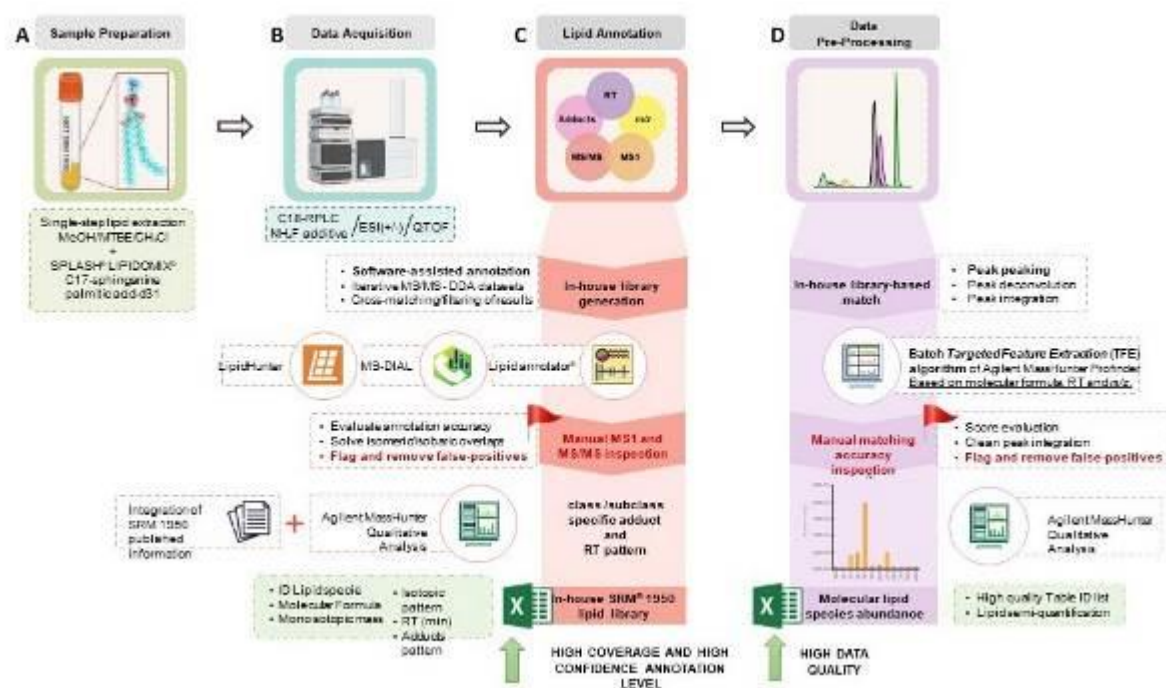 A
Sample Preparation
B
Data Acquisition
C
Lipid Annotation
D
Data
Pre-Processing
RT
Adducts
m/z
MS/MS
MS1
Single-step lipid extraction
MeOH/MTBE/CH₃Cl
+
SPLASH® LIPIDOMIX®
C17-sphinganine
palmitic acid-d31
C18-RPLC
NH₄F additive
/ESI(+/-)/QTOF
• Software-assisted annotation
• Iterative MS/MS-DDA datasets
• Cross-matching/filtering of results
In-house library
generation
In-house library-based
match
• Peak peaking
• Peak deconvolution
• Peak integration
LipidHunter
MS-DIAL
Lipid annotator®
Batch Targeted Feature Extraction (TFE)
algorithm of Agilent MassHunter Profinder
Based on molecular formula, RT and m/z.
• Evaluate annotation accuracy
• Solve isomeric/isobaric overlaps
• Flag and remove false-positives
Manual MS1 and
MS/MS inspection
Manual matching
accuracy
inspection
• Score evaluation
• Clean peak integration
• Flag and remove false-positives
Integration of
SRM 1950
published
information
+
Agilent MassHunter
Qualitative
Analysis
class /subclass
specific adduct
and
RT pattern
Agilent MassHunter
Qualitative
Analysis
• ID Lipid specie
• Molecular Formula
• Monoisotopic mass
• Isotopic
pattern
• RT (min)
• Adducts
pattern
X
In-house SRM® 1950
lipid library
X
Molecular lipid
species abundance
• High quality Table ID list
• Lipid semi-quantification
HIGH COVERAGE AND HIGH
CONFIDENCE ANNOTATION
LEVEL
HIGH DATA
QUALITY